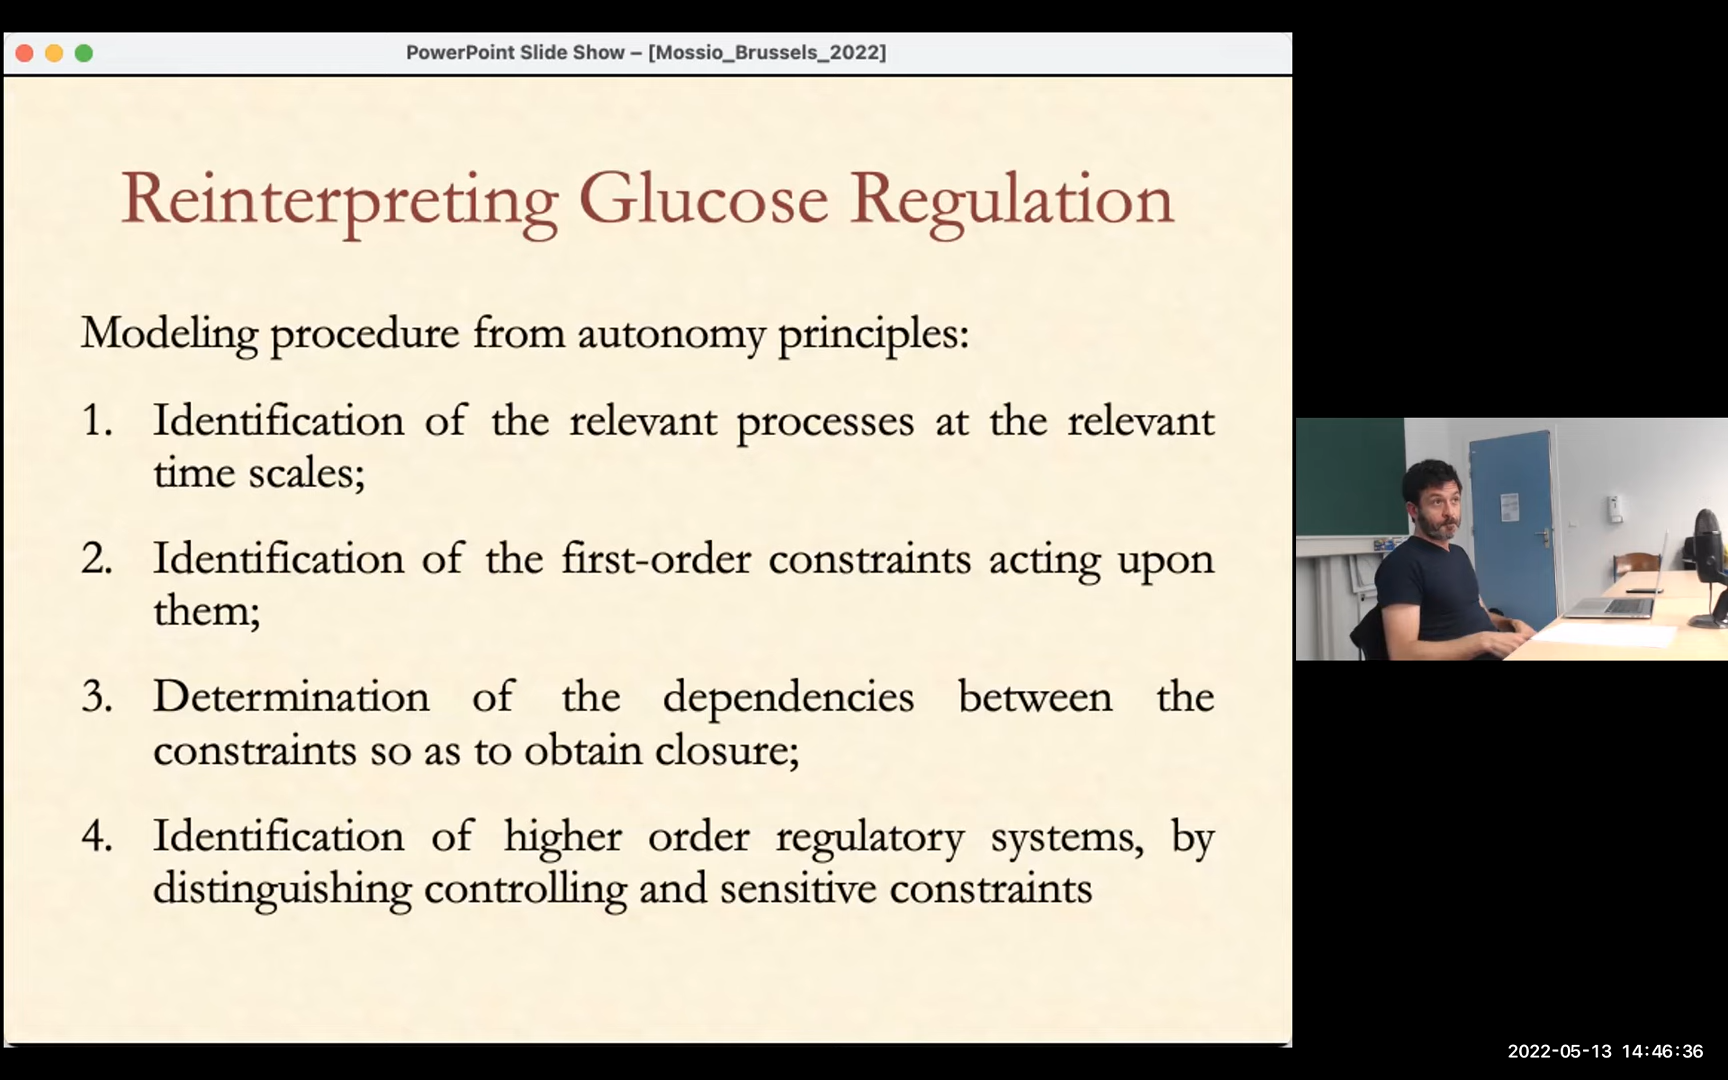 PowerPoint Slide Show – [Mossio_Brussels_2022]
Reinterpreting Glucose Regulation
Modeling procedure from autonomy principles:
1. Identification of the relevant processes at the relevant
time scales;
2. Identification of the first-order constraints acting upon
them;
3. Determination of the dependencies between the
constraints so as to obtain closure;
4. Identification of higher order regulatory systems, by
distinguishing controlling and sensitive constraints
2022-05-13 14:46:36